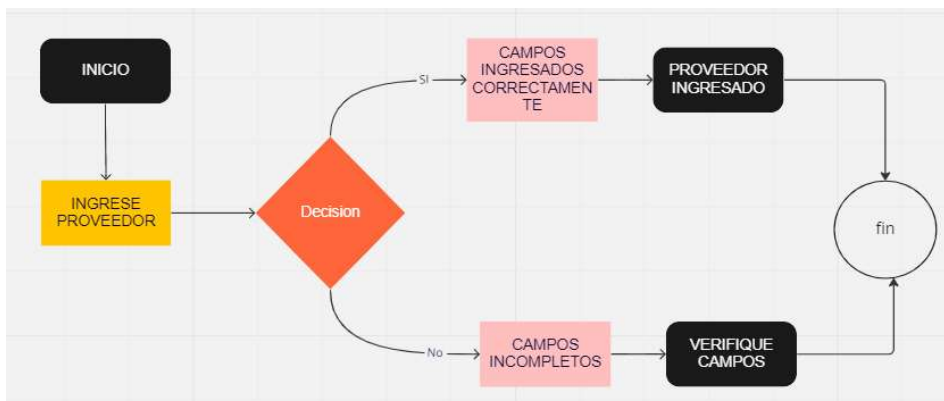 INICIO
INGRESE
PROVEEDOR
Decision
SI
CAMPOS
INGRESADOS
CORRECTAMEN
TE
PROVEEDOR
INGRESADO
fin
No
CAMPOS
INCOMPLETOS
VERIFIQUE
CAMPOS